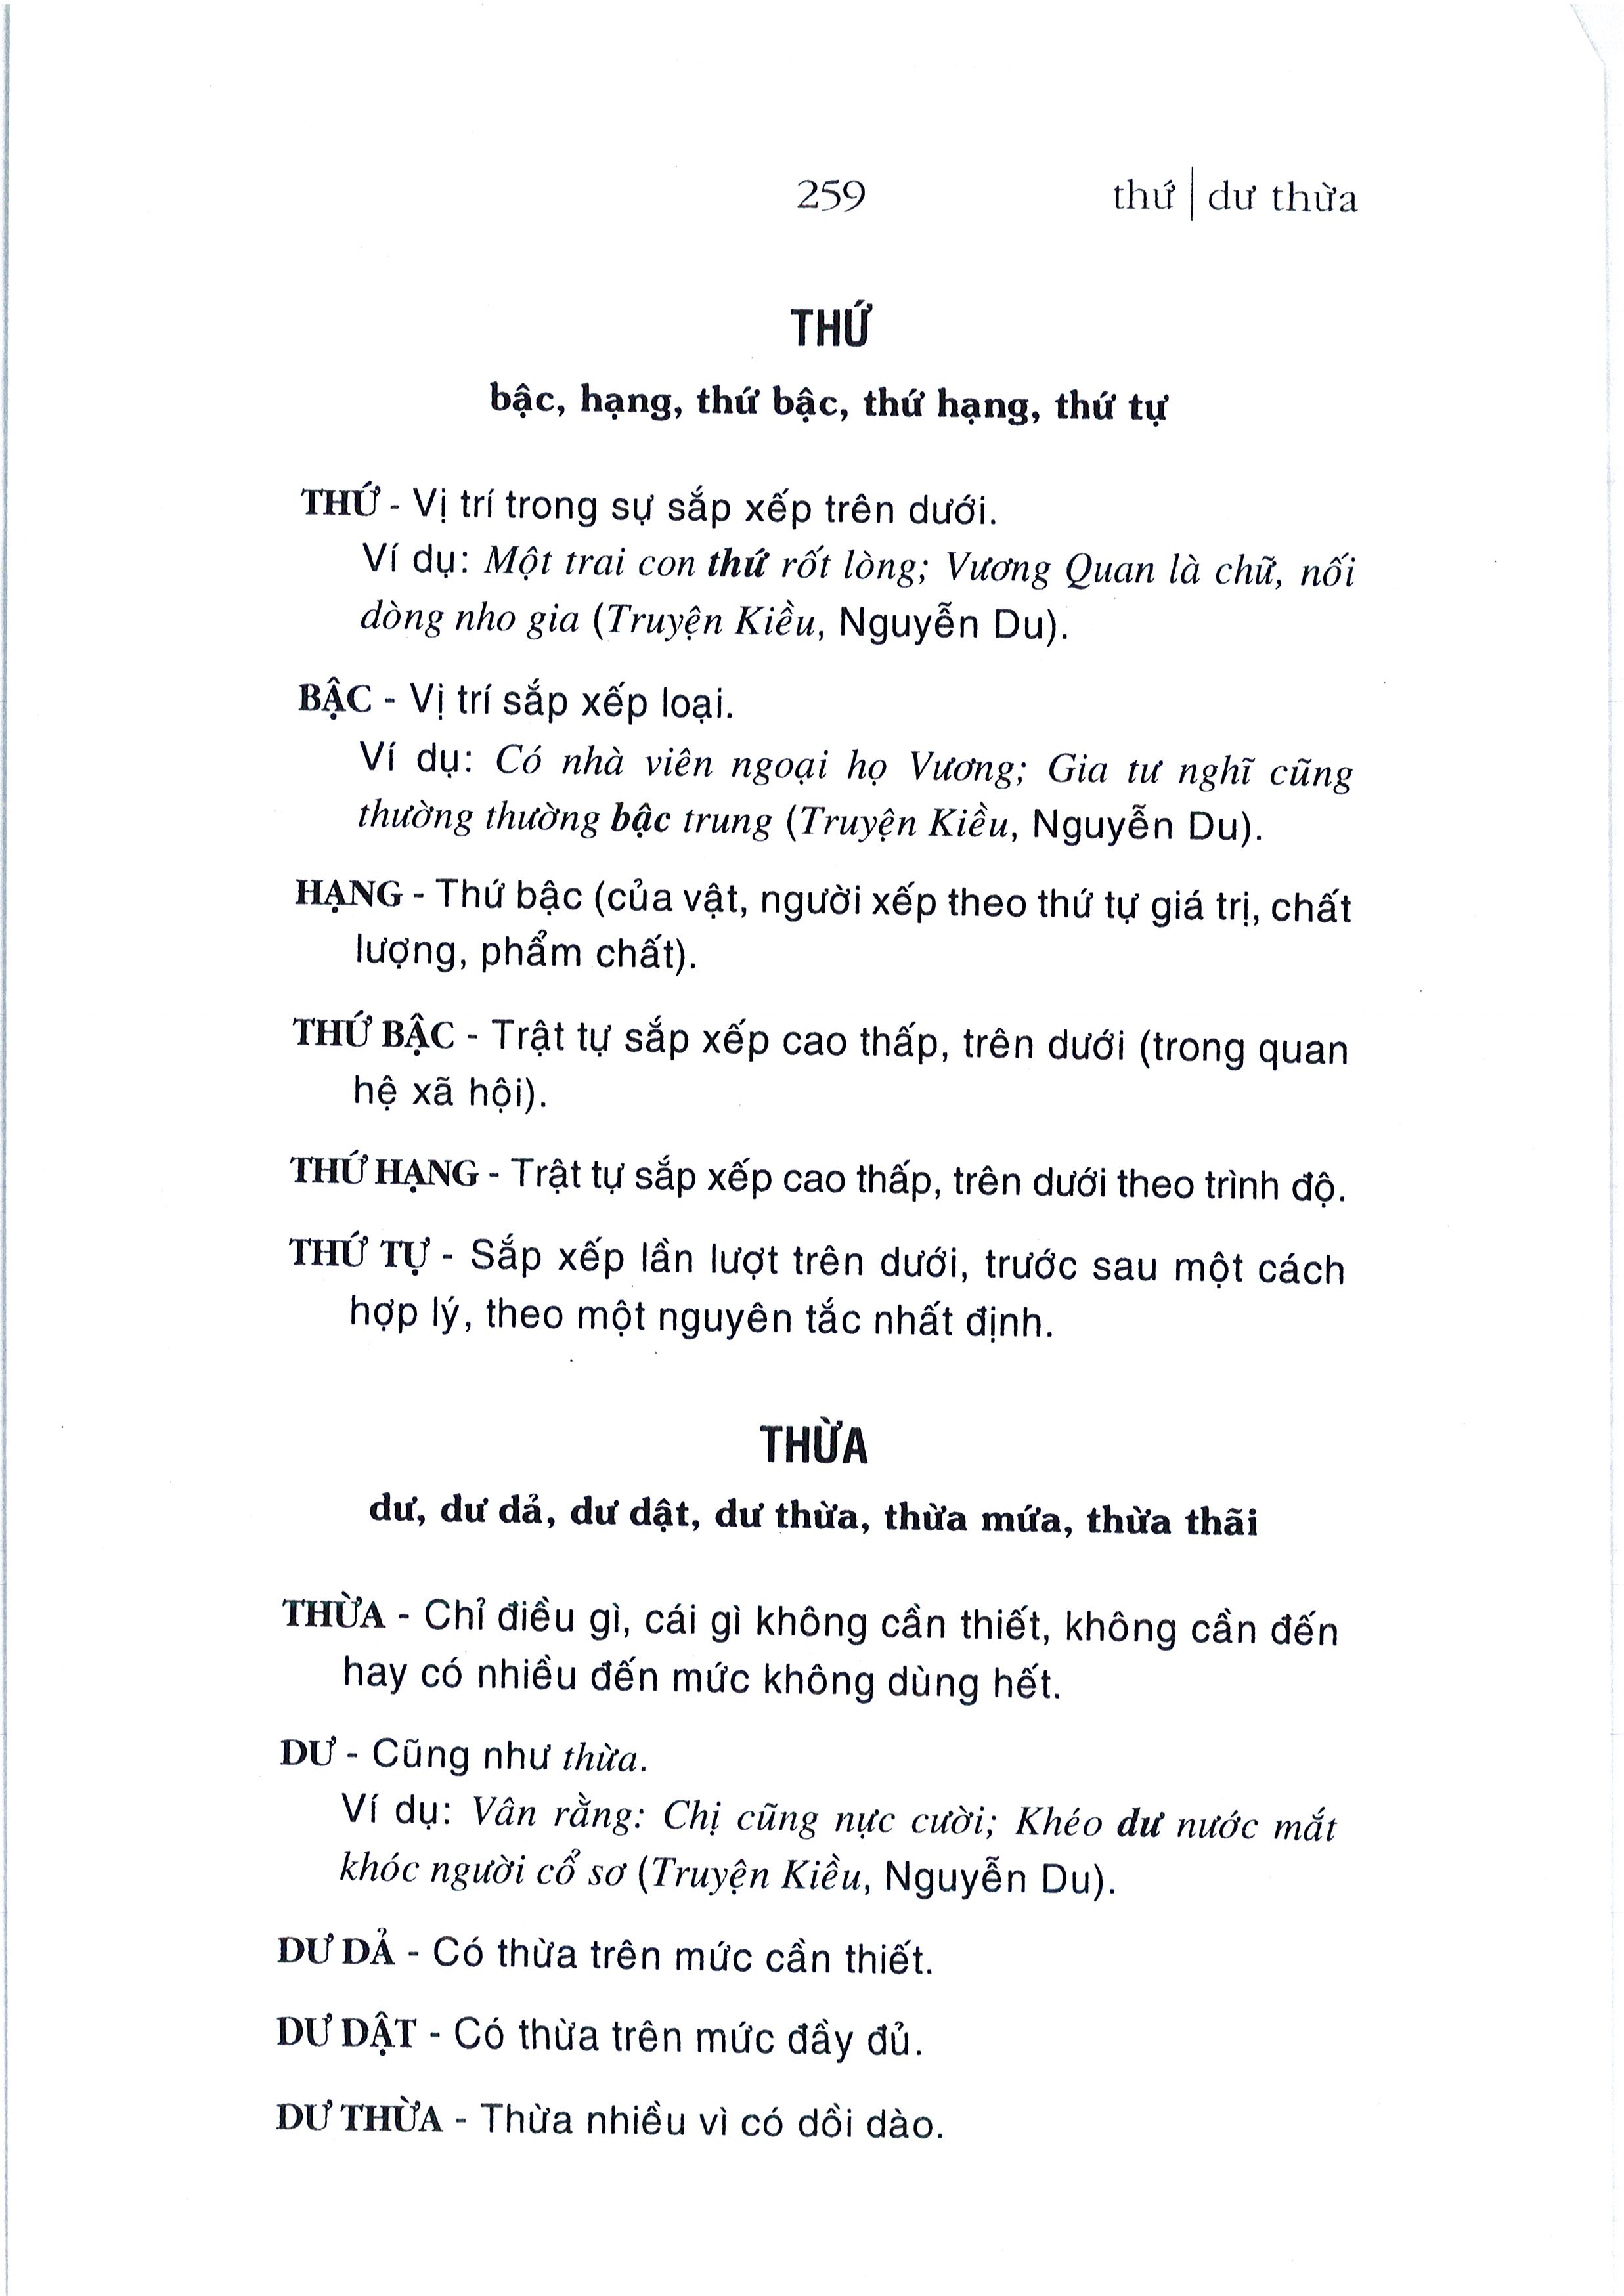 259
thứ | dư thừa
THỨ
bậc, hạng, thứ bậc, thứ hạng, thứ tự
THỨ - Vị trí trong sự sắp xếp trên dưới.
Ví dụ: Một trai con thứ rốt lòng; Vương Quan là chữ, nối
dòng nho gia (Truyện Kiều, Nguyễn Du).
BẬC - Vị trí sắp xếp loại.
Ví dụ: Có nhà viên ngoại họ Vương; Gia tư nghĩ cũng
thường thường bậc trung (Truyện Kiều, Nguyễn Du).
HẠNG - Thứ bậc (của vật, người xếp theo thứ tự giá trị, chất
lượng, phẩm chất).
THỨ BẬC - Trật tự sắp xếp cao thấp, trên dưới (trong quan
hệ xã hội).
THỨ HẠNG - Trật tự sắp xếp cao thấp, trên dưới theo trình độ.
THỨ TỰ - Sắp xếp lần lượt trên dưới, trước sau một cách
hợp lý, theo một nguyên tắc nhất định.
THỪA
dư, dư dả, dư dật, dư thừa, thừa mứa, thừa thãi
THỪA - Chỉ điều gì, cái gì không cần thiết, không cần đến
hay có nhiều đến mức không dùng hết.
DƯ - Cũng như thừa.
Ví dụ: Vân rằng: Chị cũng nực cười; Khéo dư nước mắt
khóc người cổ sơ (Truyện Kiều, Nguyễn Du).
DƯ DẢ - Có thừa trên mức cần thiết.
DƯ DẬT - Có thừa trên mức đầy đủ.
DƯ THỪA - Thừa nhiều vì có dồi dào.